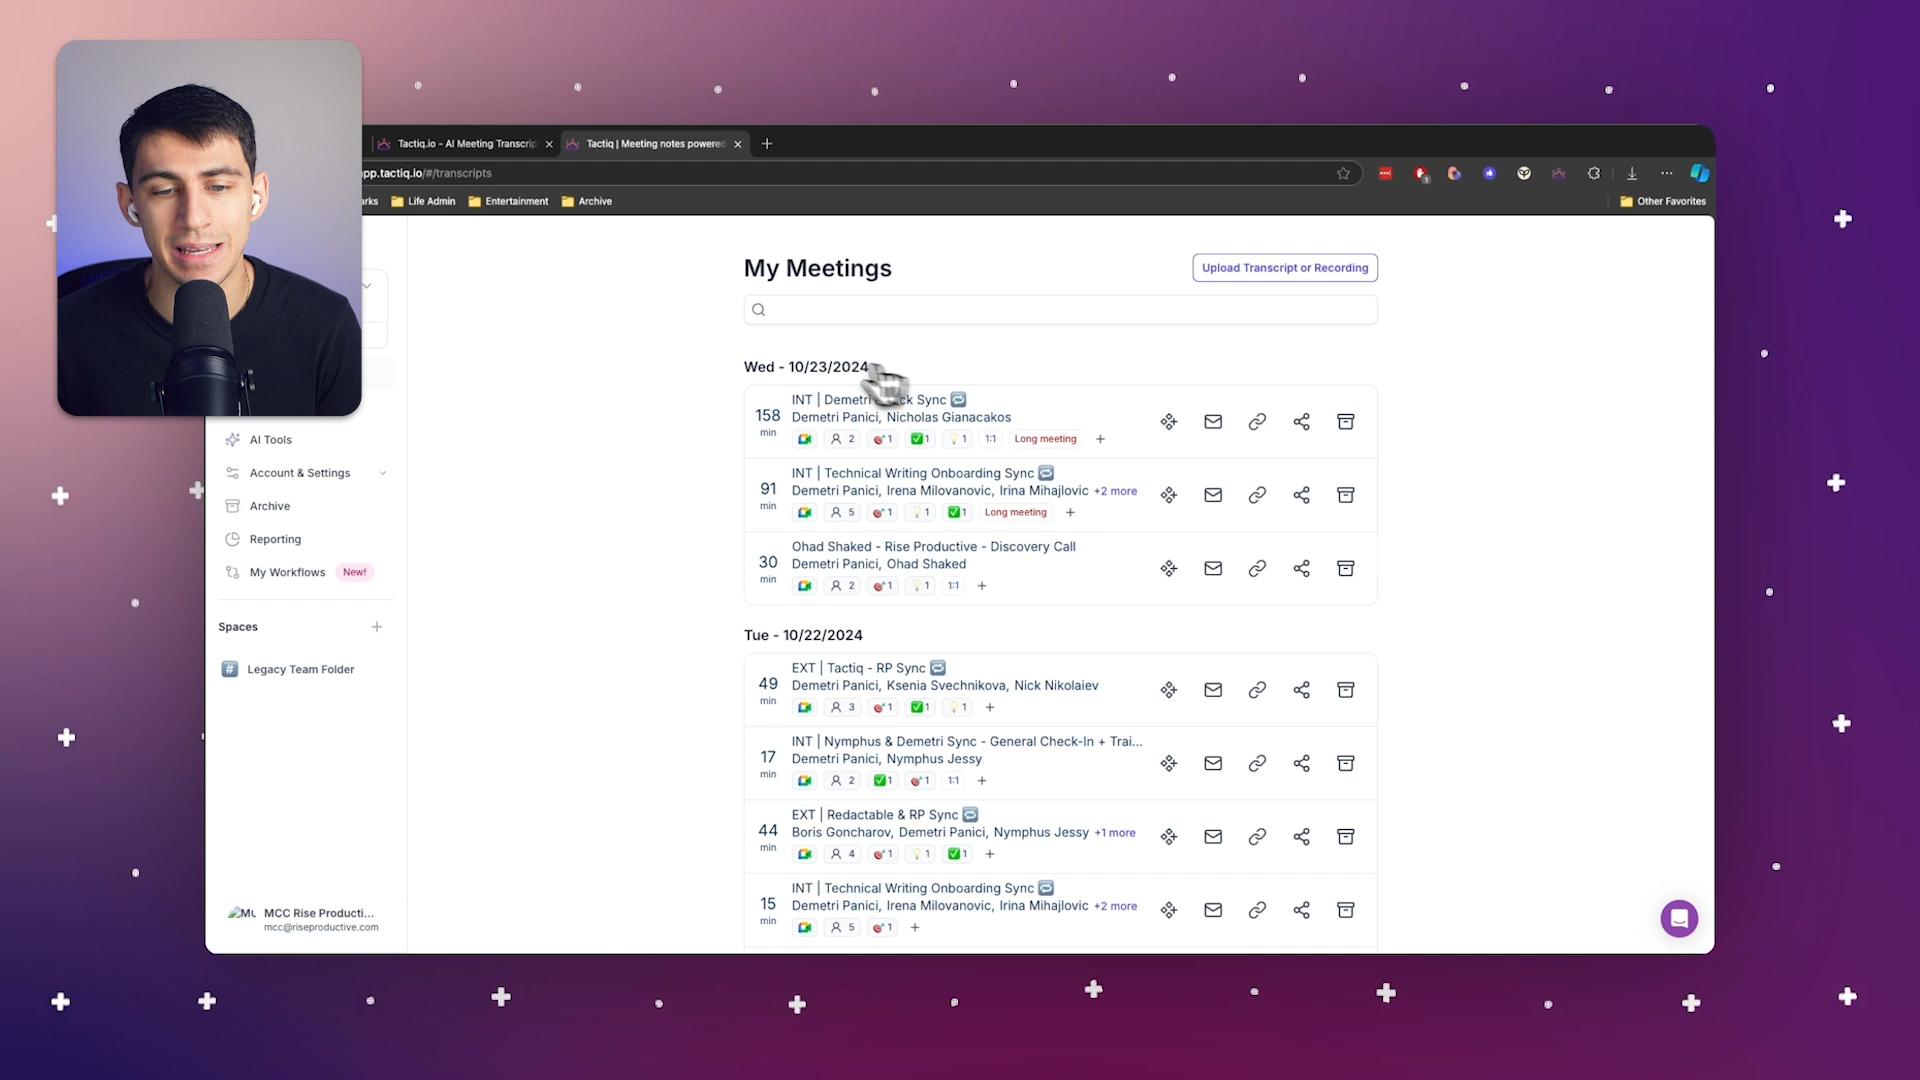 Tactiq.io - AI Meeting Transcrip
Tactiq | Meeting notes powered
app.tactiq.io/#/transcripts
arks
Life Admin
Entertainment
Archive
Other Favorites
My Meetings
Upload Transcript or Recording
Wed - 10/23/2024
158 min
INT | Demetri ck Sync
Demetri Panici, Nicholas Gianacakos
2 1 1 1 1:1 Long meeting +
91 min
INT | Technical Writing Onboarding Sync
Demetri Panici, Irena Milovanovic, Irina Mihajlovic +2 more
5 1 1 1 Long meeting +
30 min
Ohad Shaked - Rise Productive - Discovery Call
Demetri Panici, Ohad Shaked
2 1 1 1:1 +
Tue - 10/22/2024
49 min
EXT | Tactiq - RP Sync
Demetri Panici, Ksenia Svechnikova, Nick Nikolaiev
3 1 1 1 +
17 min
INT | Nymphus & Demetri Sync - General Check-In + Trai...
Demetri Panici, Nymphus Jessy
2 1 1 1:1 +
44 min
EXT | Redactable & RP Sync
Boris Goncharov, Demetri Panici, Nymphus Jessy +1 more
4 1 1 1 +
15 min
INT | Technical Writing Onboarding Sync
Demetri Panici, Irena Milovanovic, Irina Mihajlovic +2 more
5 1 +
AI Tools
Account & Settings
Archive
Reporting
My Workflows New!
Spaces +
# Legacy Team Folder
MCC Rise Producti...
mcc@riseproductive.com